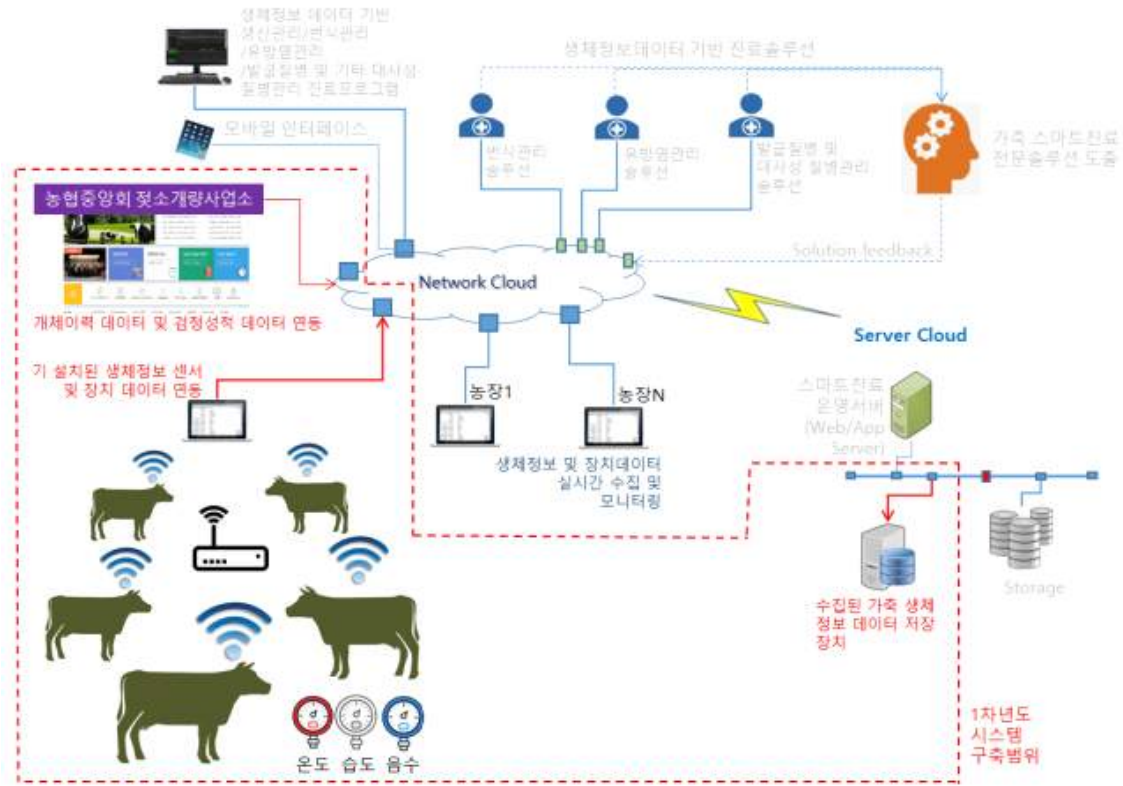 생체정보 데이터 기반
생산관리/번식관리
/유방염관리
/발굽질병 및 기타 대사성
질병관리 진료프로그램
모바일 인터페이스
생체정보데이터 기반 진료솔루션
번식관리
솔루션
유방염관리
솔루션
발굽질병 및
대사성 질병관리
솔루션
가축 스마트진료
전문솔루션 도출
농협중앙회 젖소개량사업소
Solution feedback
Network Cloud
개체이력 데이터 및 검정성적 데이터 연동
Server Cloud
기 설치된 생체정보 센서
및 장치 데이터 연동
농장1
농장N
스마트진료
운영서버
(Web/App
Server)
생체정보 및 장치데이터
실시간 수집 및
모니터링
Storage
수집된 가축 생체
정보 데이터 저장
장치
1차년도
시스템
구축범위
온도 습도 음수